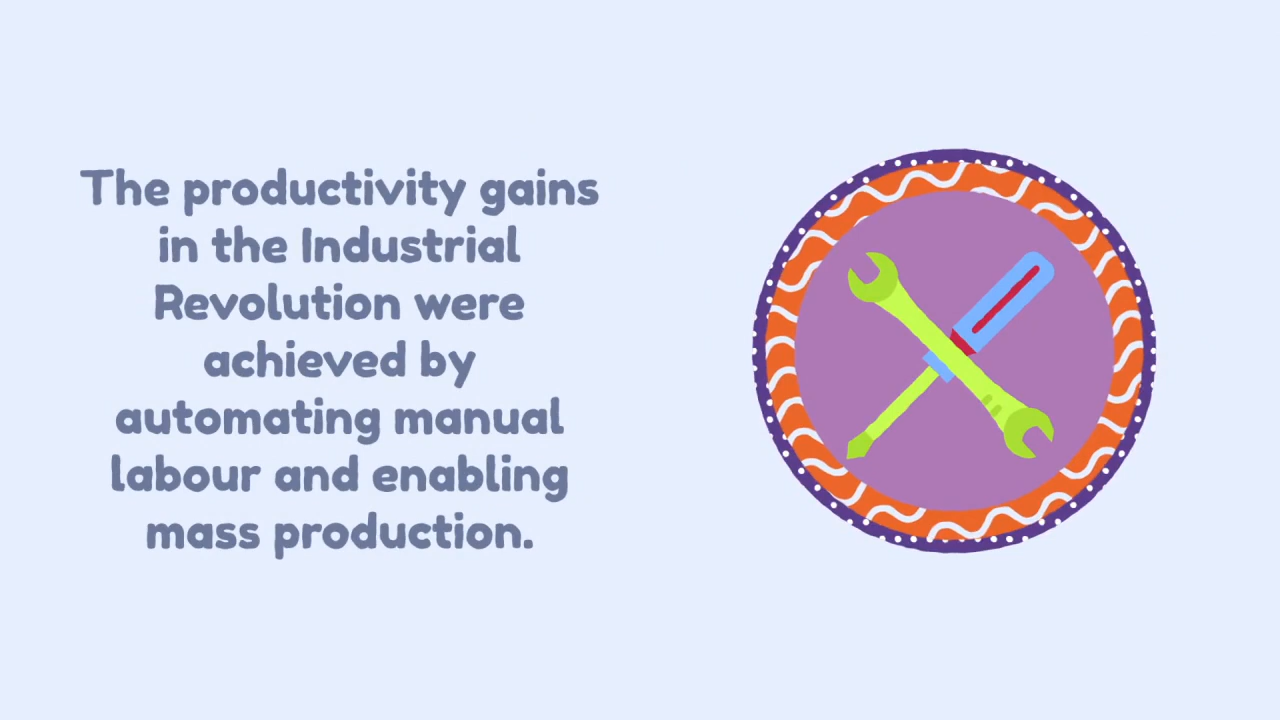 The productivity gains
in the Industrial
Revolution were
achieved by
automating manual
labour and enabling
mass production.